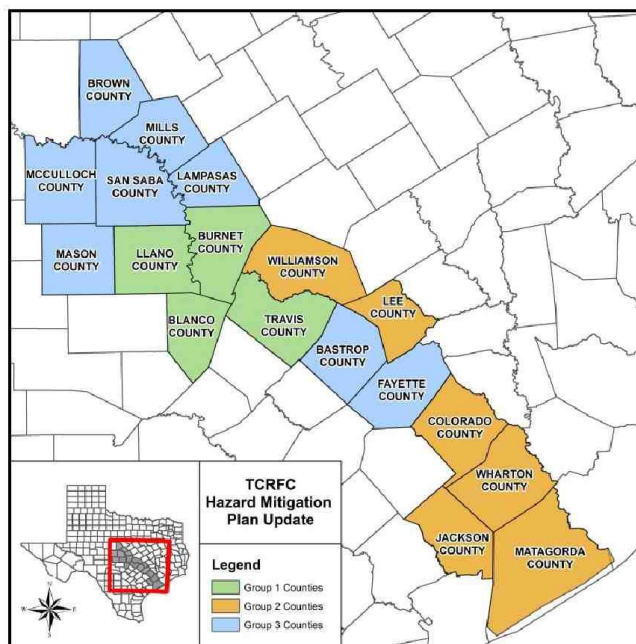 BROWN
COUNTY
MILLS
COUNTY
MCCULLOCH
COUNTY
SAN SABA
COUNTY
LAMPASAS
COUNTY
BURNET
COUNTY
MASON
COUNTY
LLANO
COUNTY
WILLIAMSON
COUNTY
LEE
COUNTY
BLANCO
COUNTY
TRAVIS
COUNTY
BASTROP
COUNTY
FAYETTE
COUNTY
COLORADO
COUNTY
WHARTON
COUNTY
JACKSON
COUNTY
MATAGORDA
COUNTY
TCRFC
Hazard Mitigation
Plan Update
Legend
Group 1 Counties
Group 2 Counties
Group 3 Counties
N
W E
S